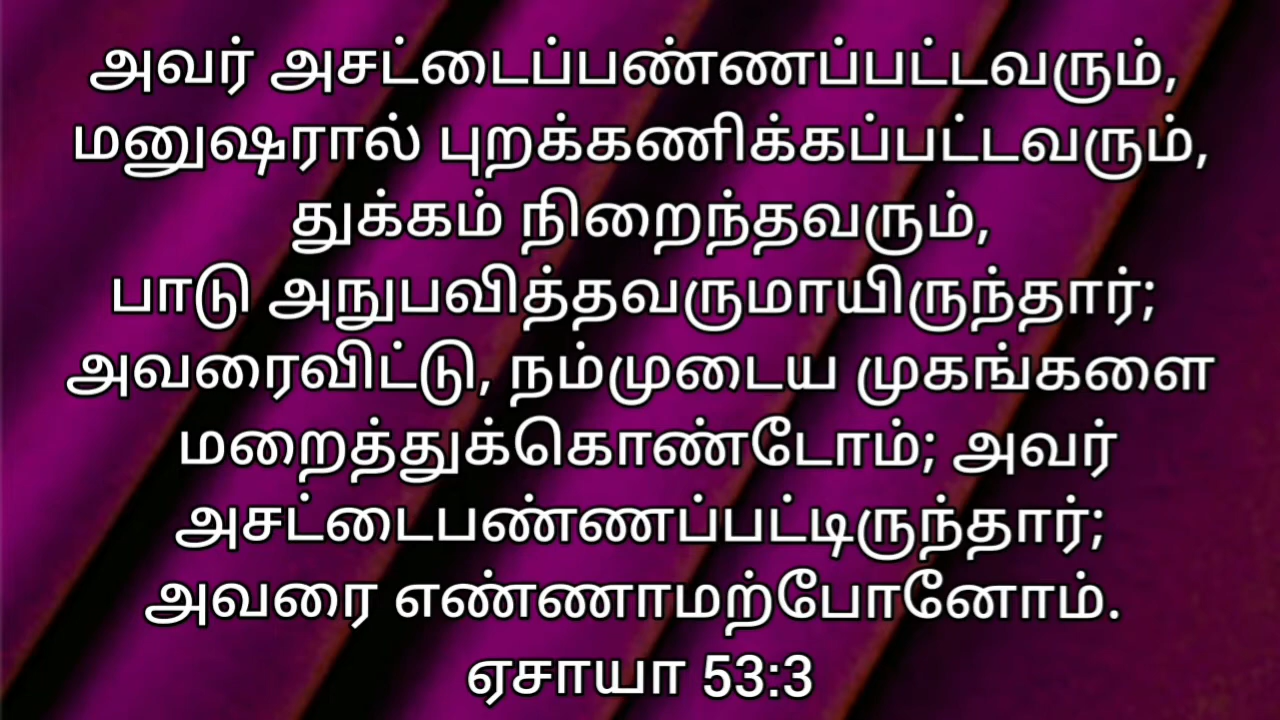 அவர் அசட்டைப்பண்ணப்பட்டவரும்,
மனுஷரால் புறக்கணிக்கப்பட்டவரும்,
துக்கம் நிறைந்தவரும்,
பாடு அநுபவித்தவருமாயிருந்தார்;
அவரைவிட்டு, நம்முடைய முகங்களை
மறைத்துக்கொண்டோம்; அவர்
அசட்டைபண்ணப்பட்டிருந்தார்;
அவரை எண்ணாமற்போனோம்.
ஏசாயா 53:3